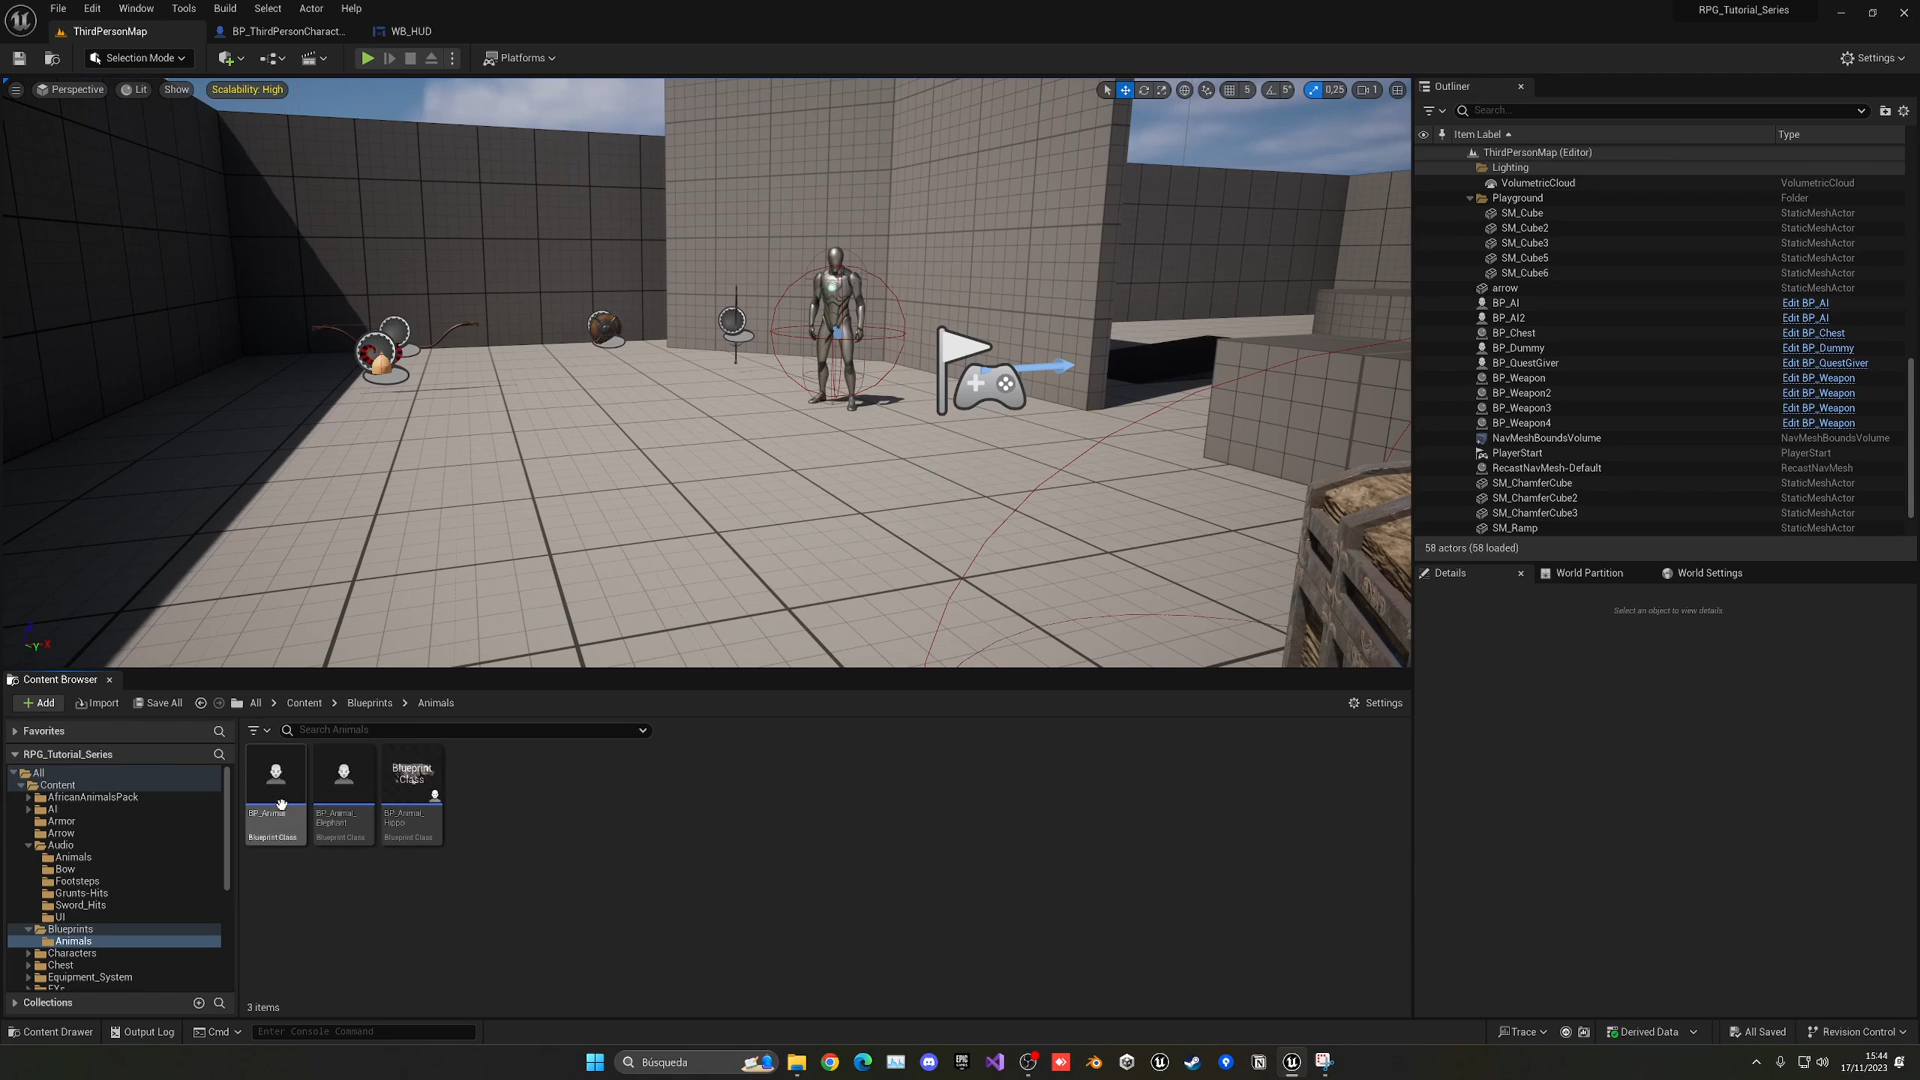 File Edit Window Tools Build Select Actor Help
RPG_Tutorial_Series
ThirdPersonMap BP_ThirdPersonCharact... WB_HUD
Selection Mode Platforms Settings
Perspective Lit Show Scalability: High 5 5° 0,25 1
Outliner
Search...
Item Label Type
ThirdPersonMap (Editor)
Lighting
VolumetricCloud VolumetricCloud
Playground Folder
SM_Cube StaticMeshActor
SM_Cube2 StaticMeshActor
SM_Cube3 StaticMeshActor
SM_Cube5 StaticMeshActor
SM_Cube6 StaticMeshActor
arrow StaticMeshActor
BP_AI Edit BP_AI
BP_AI2 Edit BP_AI
BP_Chest Edit BP_Chest
BP_Dummy Edit BP_Dummy
BP_QuestGiver Edit BP_QuestGiver
BP_Weapon Edit BP_Weapon
BP_Weapon2 Edit BP_Weapon
BP_Weapon3 Edit BP_Weapon
BP_Weapon4 Edit BP_Weapon
NavMeshBoundsVolume NavMeshBoundsVolume
PlayerStart PlayerStart
RecastNavMesh-Default RecastNavMesh
SM_ChamferCube StaticMeshActor
SM_ChamferCube2 StaticMeshActor
SM_ChamferCube3 StaticMeshActor
SM_Ramp StaticMeshActor
58 actors (58 loaded)
Details World Partition World Settings
Select an object to view details.
Y X
Content Browser
Add Import Save All All Content Blueprints Animals Settings
Favorites
Search Animals
RPG_Tutorial_Series
All
Content
AfricanAnimalsPack
AI
Armor
Arrow
Audio
Animals
Bow
Footsteps
Grunts-Hits
Sword_Hits
UI
Blueprints
Animals
Characters
Chest
Equipment_System
Collections
BP_Animal
Blueprint Class
BP_Animal_
Elephant
Blueprint Class
Blueprint
Class
BP_Animal_
Hippo
Blueprint Class
3 items
Content Drawer Output Log Cmd Enter Console Command Trace Derived Data All Saved Revision Control
Búsqueda
15:44
17/11/2023